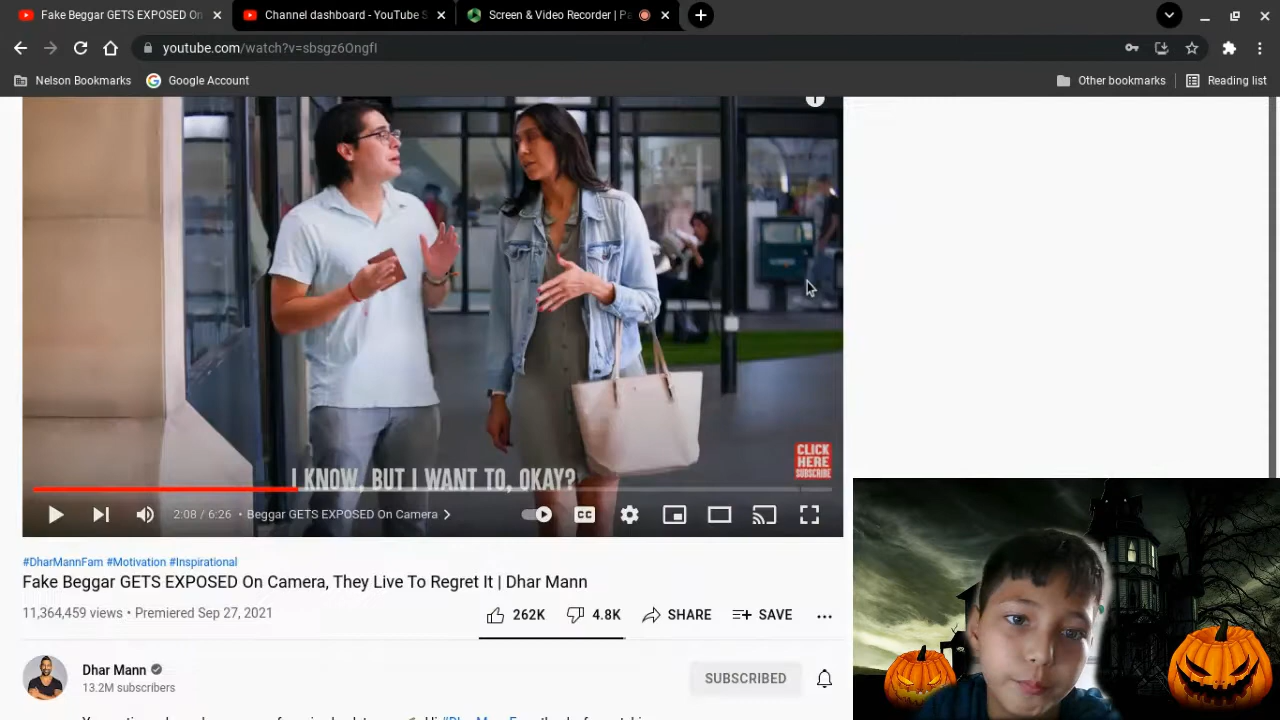 Fake Beggar GETS EXPOSED On
Channel dashboard - YouTube S
Screen & Video Recorder | Pa
youtube.com/watch?v=sbsgz6OngfI
Nelson Bookmarks
Google Account
Other bookmarks
Reading list
I KNOW, BUT I WANT TO, OKAY?
CLICK
HERE
SUBSCRIBE
2:08 / 6:26 • Beggar GETS EXPOSED On Camera
CC
#DharMannFam #Motivation #Inspirational
Fake Beggar GETS EXPOSED On Camera, They Live To Regret It | Dhar Mann
11,364,459 views • Premiered Sep 27, 2021
262K
4.8K
SHARE
SAVE
Dhar Mann
13.2M subscribers
SUBSCRIBED